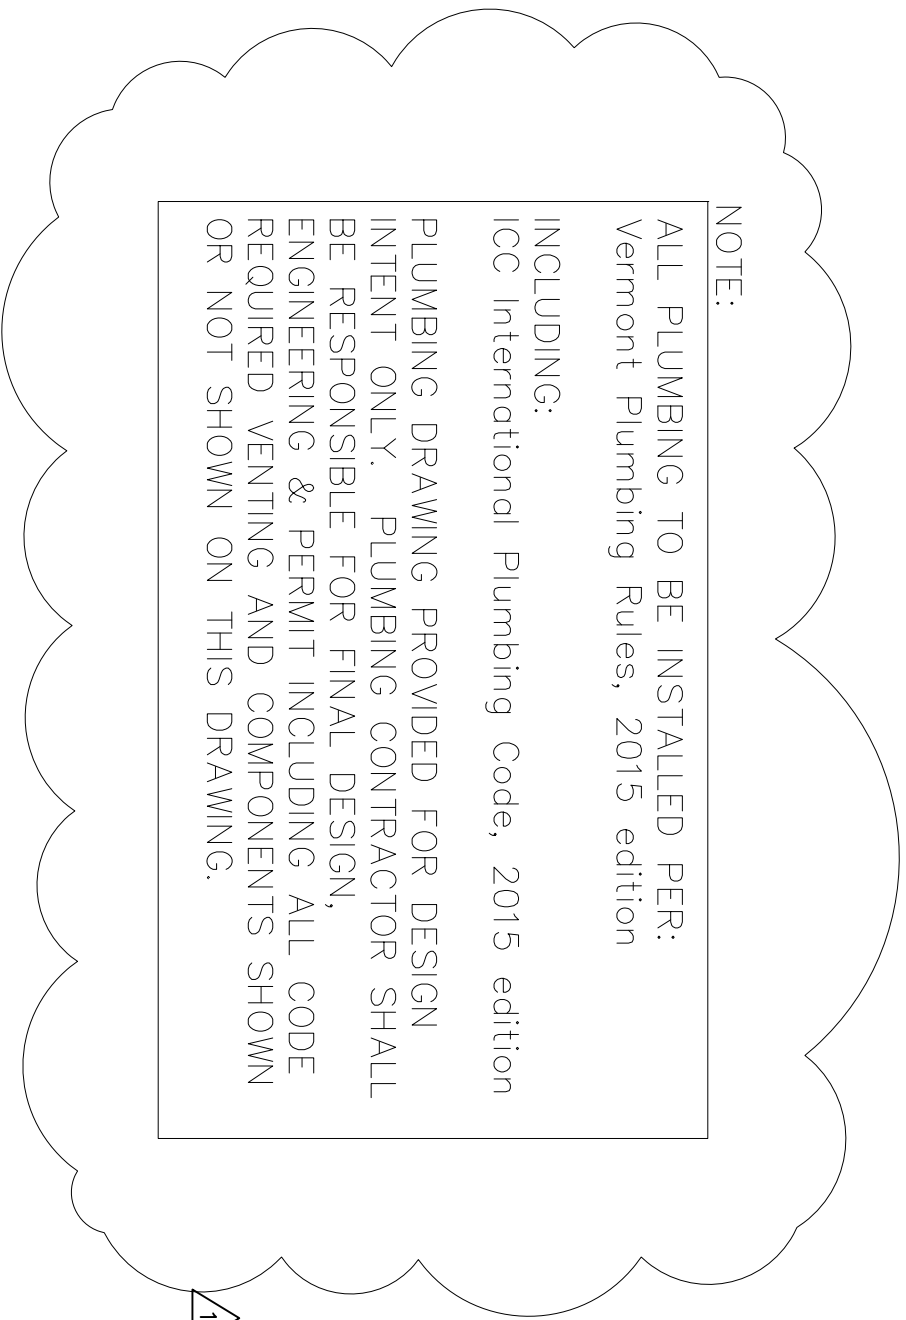 NOTE:
ALL PLUMBING TO BE INSTALLED PER:
Vermont Plumbing Rules, 2015 edition
INCLUDING:
ICC International Plumbing Code, 2015 edition
PLUMBING DRAWING PROVIDED FOR DESIGN
INTENT ONLY. PLUMBING CONTRACTOR SHALL
BE RESPONSIBLE FOR FINAL DESIGN,
ENGINEERING & PERMIT INCLUDING ALL CODE
REQUIRED VENTING AND COMPONENTS SHOWN
OR NOT SHOWN ON THIS DRAWING.
1